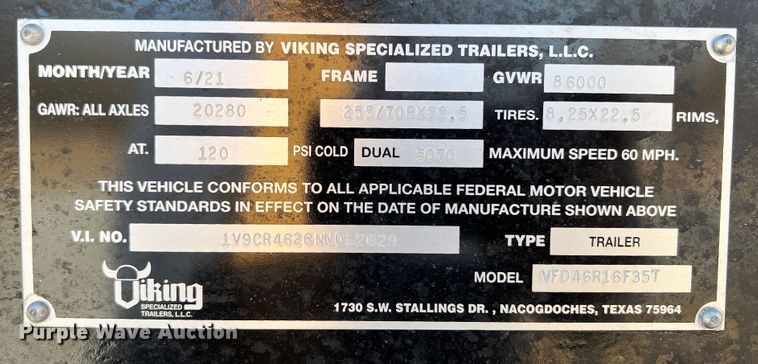 MANUFACTURED BY VIKING SPECIALIZED TRAILERS, L.L.C.
MONTH/YEAR 6/21 FRAME GVWR 86000
GAWR: ALL AXLES 20280 255/70RX22.5 TIRES. 8.25X22.5 RIMS,
AT. 120 PSI COLD DUAL 5070 MAXIMUM SPEED 60 MPH.
THIS VEHICLE CONFORMS TO ALL APPLICABLE FEDERAL MOTOR VEHICLE
SAFETY STANDARDS IN EFFECT ON THE DATE OF MANUFACTURE SHOWN ABOVE
V.I. NO. TYPE TRAILER
MODEL VFD46R16F35T
Viking
SPECIALIZED
TRAILERS, L.L.C.
1730 S.W. STALLINGS DR. , NACOGDOCHES, TEXAS 75964
Purple Wave Auction